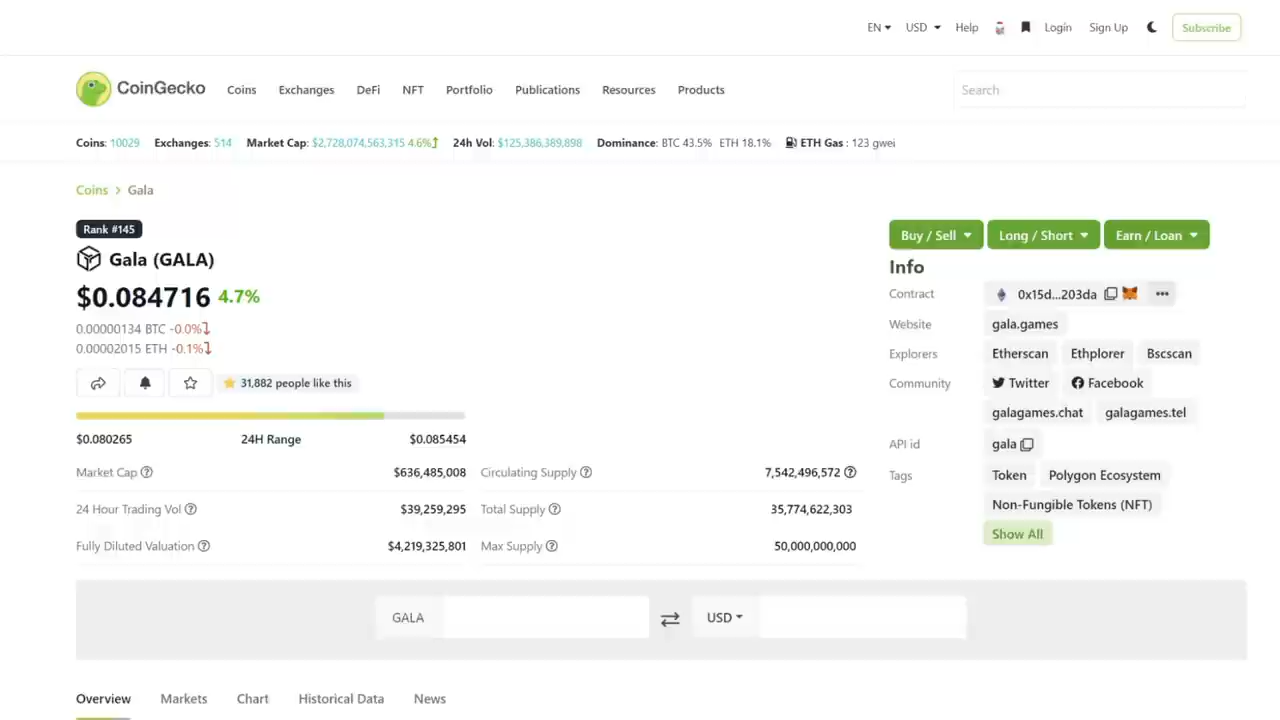 EN USD Help Login Sign Up Subscribe
CoinGecko Coins Exchanges DeFi NFT Portfolio Publications Resources Products Search
Coins: 10029 Exchanges: 514 Market Cap: $2,728,074,563,315 4.6% 24h Vol: $125,386,389,898 Dominance: BTC 43.5% ETH 18.1% ETH Gas : 123 gwei
Coins > Gala
Rank #145
Gala (GALA)
$0.084716 4.7%
0.00000134 BTC -0.0%
0.00002015 ETH -0.1%
31,882 people like this
$0.080265 24H Range $0.085454
Market Cap $636,485,008 Circulating Supply 7,542,496,572
24 Hour Trading Vol $39,259,295 Total Supply 35,774,622,303
Fully Diluted Valuation $4,219,325,801 Max Supply 50,000,000,000
Buy / Sell Long / Short Earn / Loan
Info
Contract 0x15d...203da •••
Website gala.games
Explorers Etherscan Ethplorer Bscscan
Community Twitter Facebook
galagames.chat galagames.tel
API id gala
Tags Token Polygon Ecosystem
Non-Fungible Tokens (NFT)
Show All
GALA USD
Overview Markets Chart Historical Data News